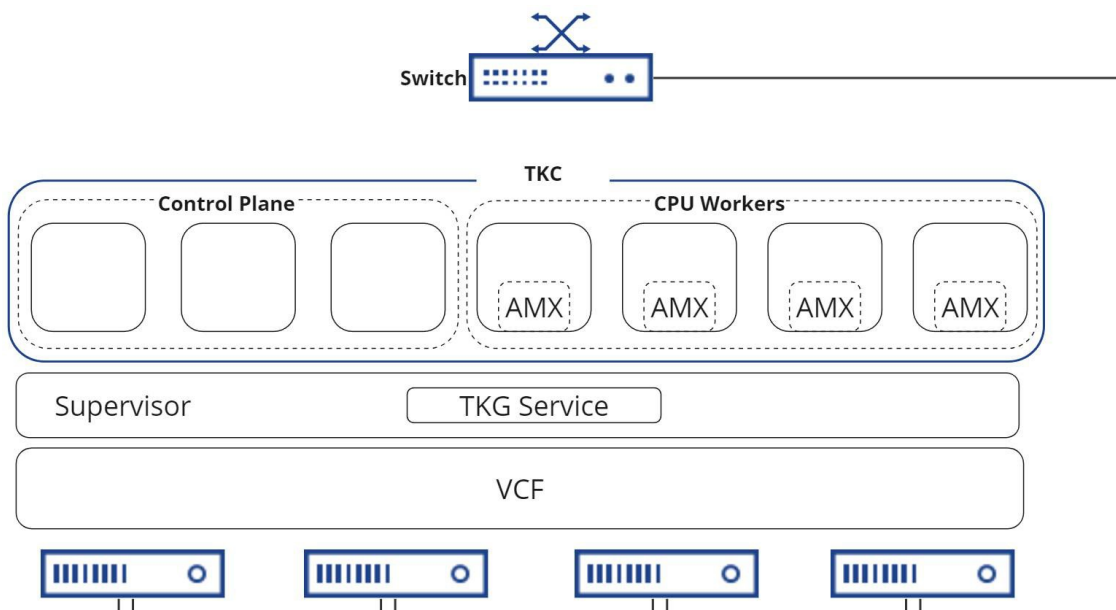 Switch
TKC
Control Plane
CPU Workers
AMX
AMX
AMX
AMX
Supervisor
TKG Service
VCF